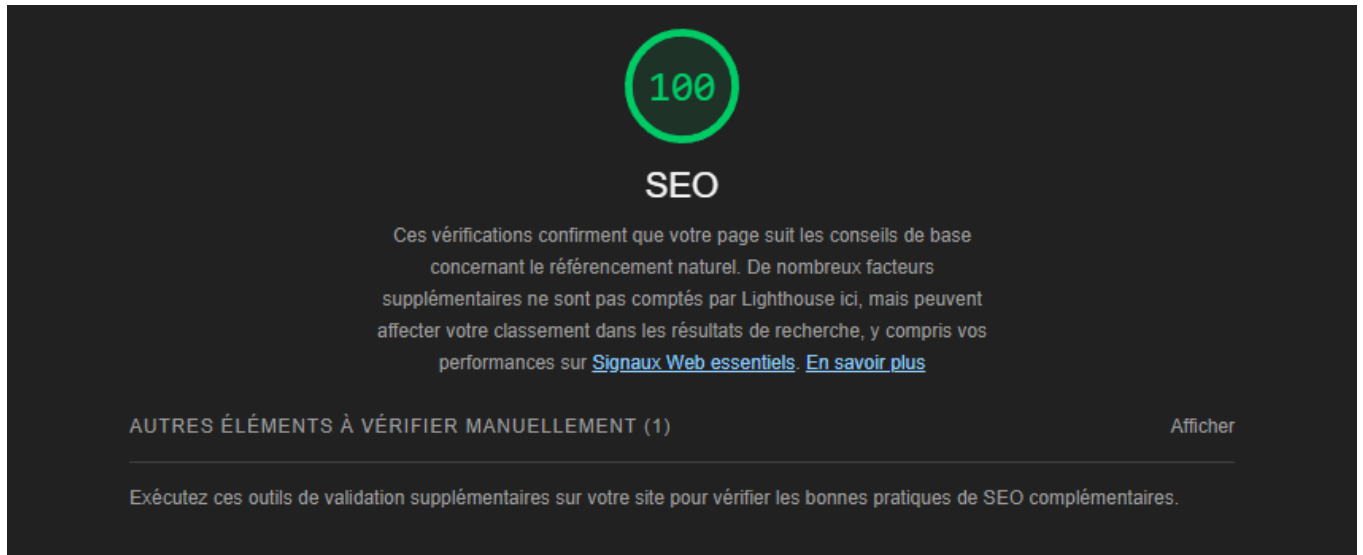 100
SEO
Ces vérifications confirment que votre page suit les conseils de base
concernant le référencement naturel. De nombreux facteurs
supplémentaires ne sont pas comptés par Lighthouse ici, mais peuvent
affecter votre classement dans les résultats de recherche, y compris vos
performances sur Signaux Web essentiels. En savoir plus
AUTRES ÉLÉMENTS À VÉRIFIER MANUELLEMENT (1) Afficher
Exécutez ces outils de validation supplémentaires sur votre site pour vérifier les bonnes pratiques de SEO complémentaires.